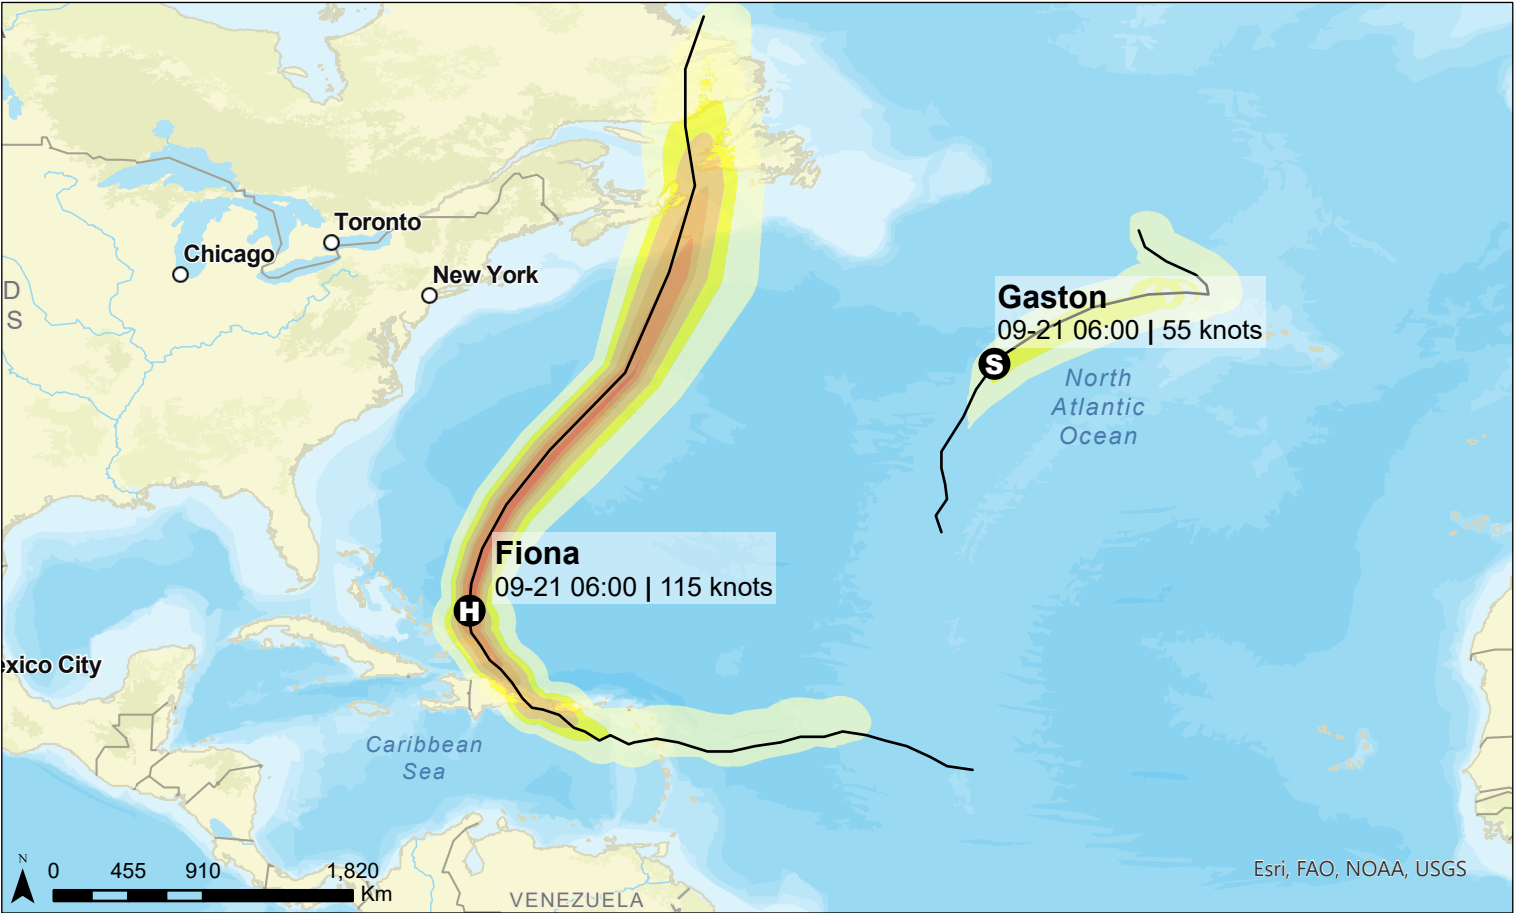 Toronto
Chicago
New York
D
S
Gaston
09-21 06:00 | 55 knots
S
North
Atlantic
Ocean
Fiona
09-21 06:00 | 115 knots
H
exico City
Caribbean
Sea
N
0 455 910 1,820
Km
VENEZUELA
Esri, FAO, NOAA, USGS